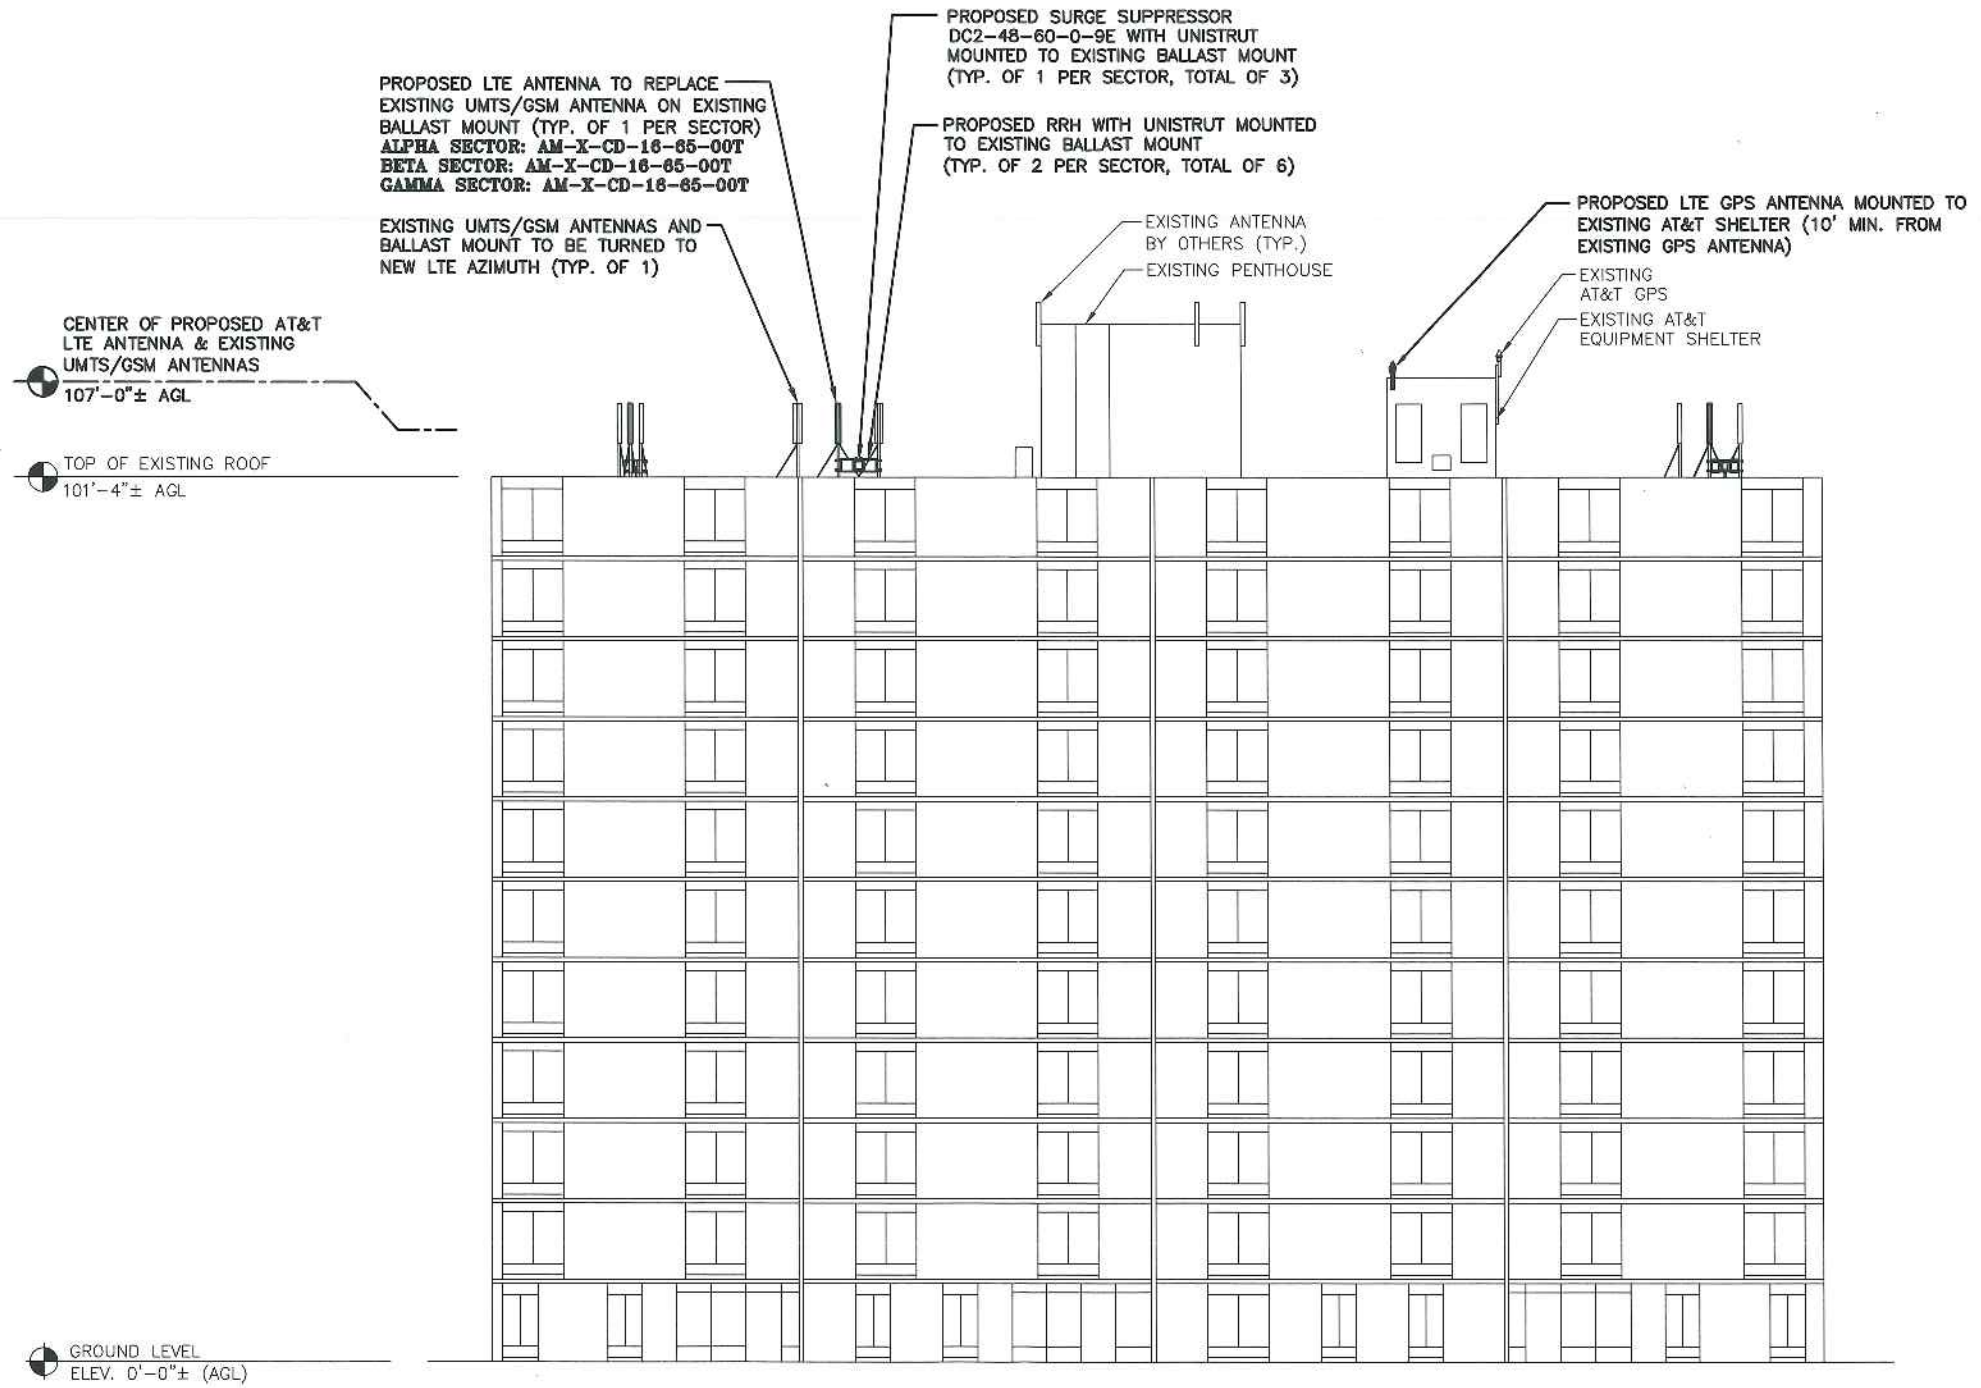 PROPOSED SURGE SUPPRESSOR
DC2-48-60-0-9E WITH UNISTRUT
MOUNTED TO EXISTING BALLAST MOUNT
(TYP. OF 1 PER SECTOR, TOTAL OF 3)
PROPOSED LTE ANTENNA TO REPLACE
EXISTING UMTS/GSM ANTENNA ON EXISTING
BALLAST MOUNT (TYP. OF 1 PER SECTOR)
ALPHA SECTOR: AM-X-CD-16-65-00T
BETA SECTOR: AM-X-CD-16-65-00T
GAMMA SECTOR: AM-X-CD-16-65-00T
PROPOSED RRH WITH UNISTRUT MOUNTED
TO EXISTING BALLAST MOUNT
(TYP. OF 2 PER SECTOR, TOTAL OF 6)
EXISTING UMTS/GSM ANTENNAS AND
BALLAST MOUNT TO BE TURNED TO
NEW LTE AZIMUTH (TYP. OF 1)
EXISTING ANTENNA
BY OTHERS (TYP.)
EXISTING PENTHOUSE
PROPOSED LTE GPS ANTENNA MOUNTED TO
EXISTING AT&T SHELTER (10' MIN. FROM
EXISTING GPS ANTENNA)
EXISTING
AT&T GPS
EXISTING AT&T
EQUIPMENT SHELTER
CENTER OF PROPOSED AT&T
LTE ANTENNA & EXISTING
UMTS/GSM ANTENNAS
107'-0"± AGL
TOP OF EXISTING ROOF
101'-4"± AGL
GROUND LEVEL
ELEV. 0'-0"± (AGL)